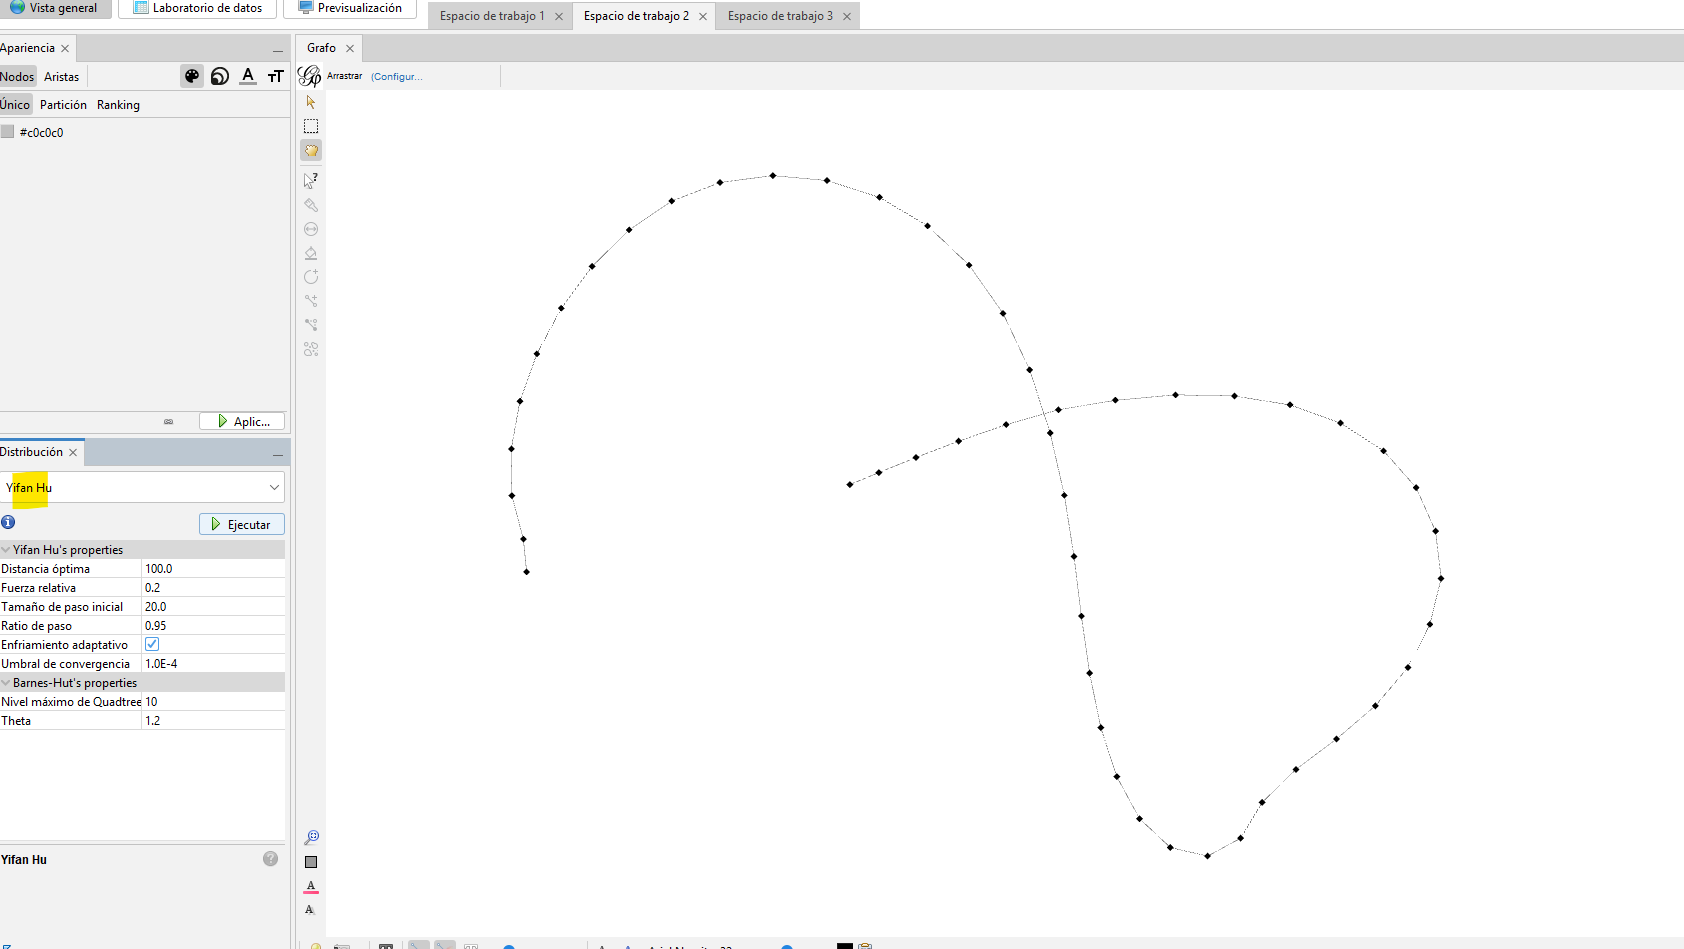 Vista general
Laboratorio de datos
Previsualización
Espacio de trabajo 1
Espacio de trabajo 2
Espacio de trabajo 3
Apariencia
Grafo
Nodos Aristas
Arrastrar (Configur...
Único Partición Ranking
#c0c0c0
Aplic...
Distribución
Yifan Hu
Ejecutar
Yifan Hu's properties
Distancia óptima 100.0
Fuerza relativa 0.2
Tamaño de paso inicial 20.0
Ratio de paso 0.95
Enfriamiento adaptativo
Umbral de convergencia 1.0E-4
Barnes-Hut's properties
Nivel máximo de Quadtree 10
Theta 1.2
Yifan Hu